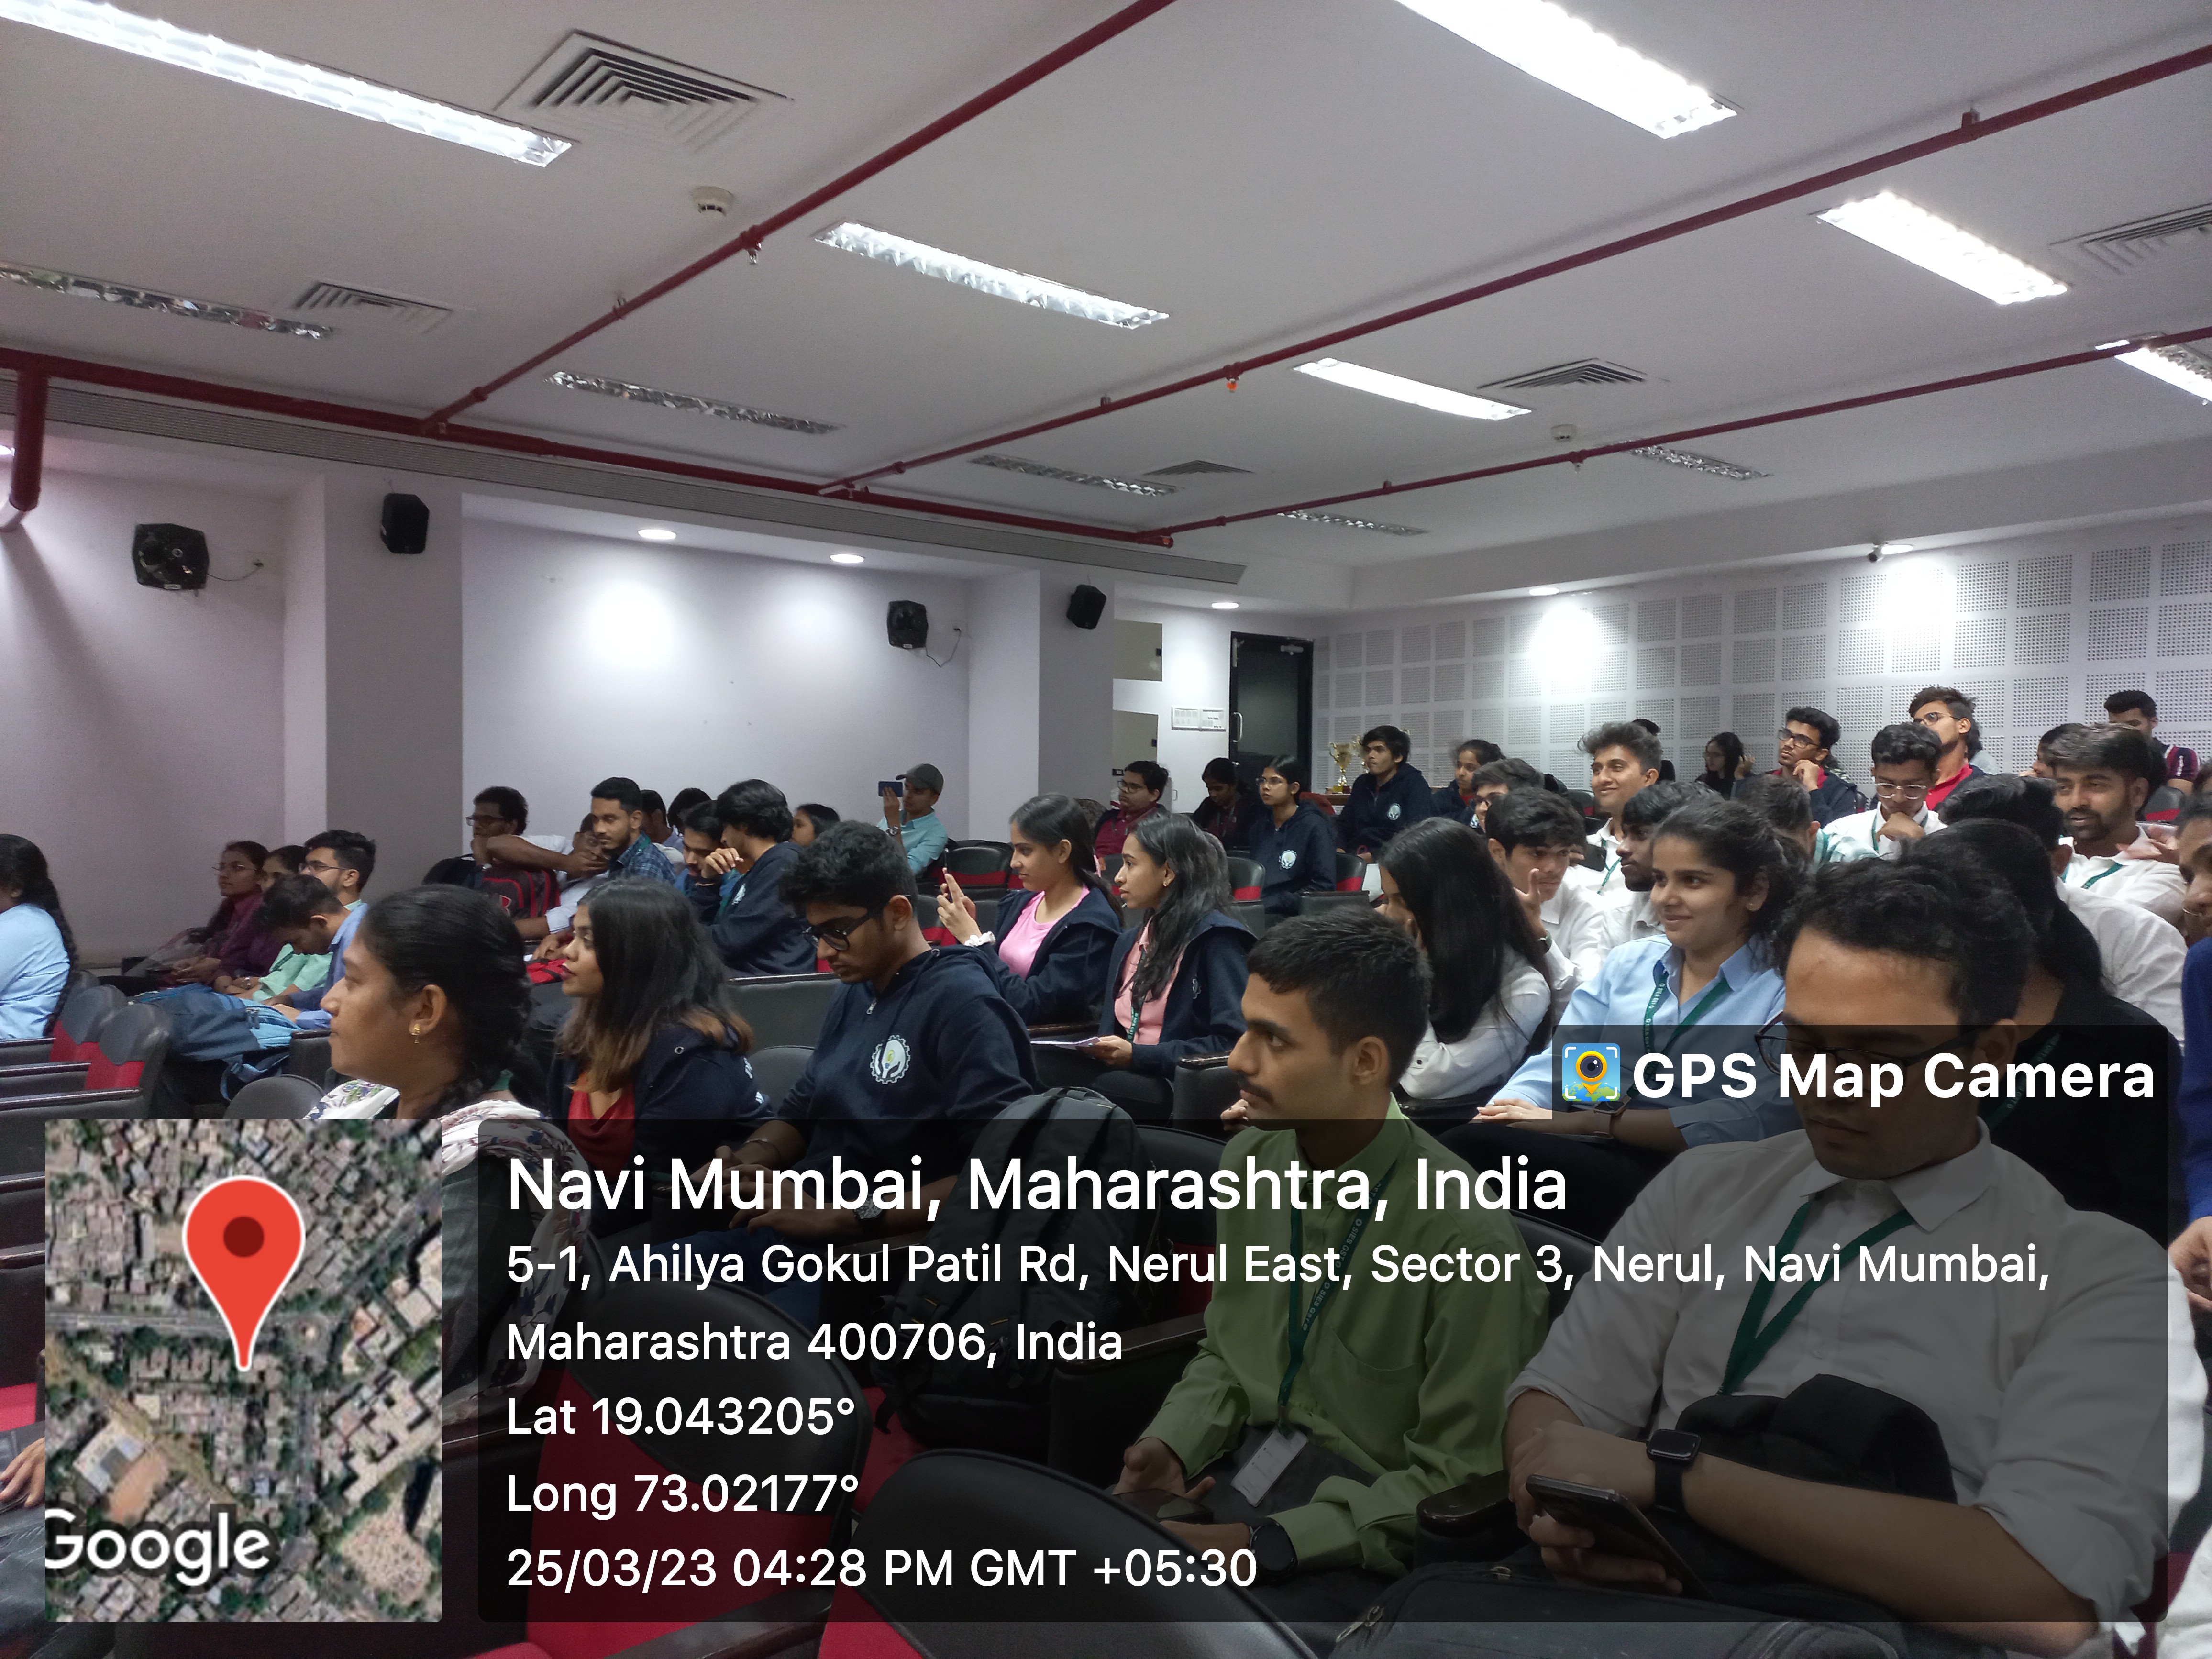 GPS Map Camera
Navi Mumbai, Maharashtra, India
5-1, Ahilya Gokul Patil Rd, Nerul East, Sector 3, Nerul, Navi Mumbai,
Maharashtra 400706, India
Lat 19.043205°
Long 73.02177°
25/03/23 04:28 PM GMT +05:30
Google